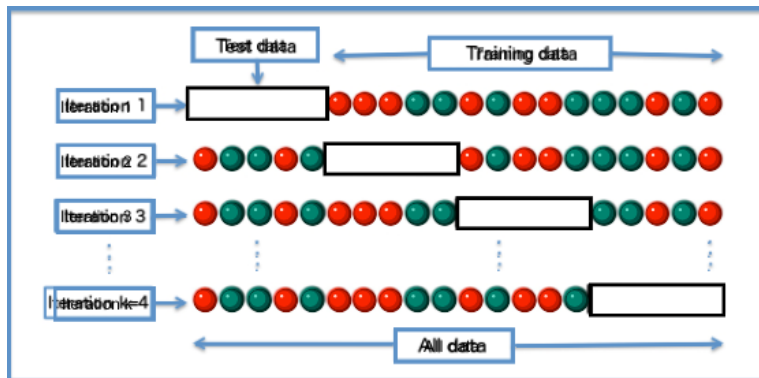 Test data
Training data
Iteration 1
Iteration 2
Iteration 3
Iteration k=4
All data